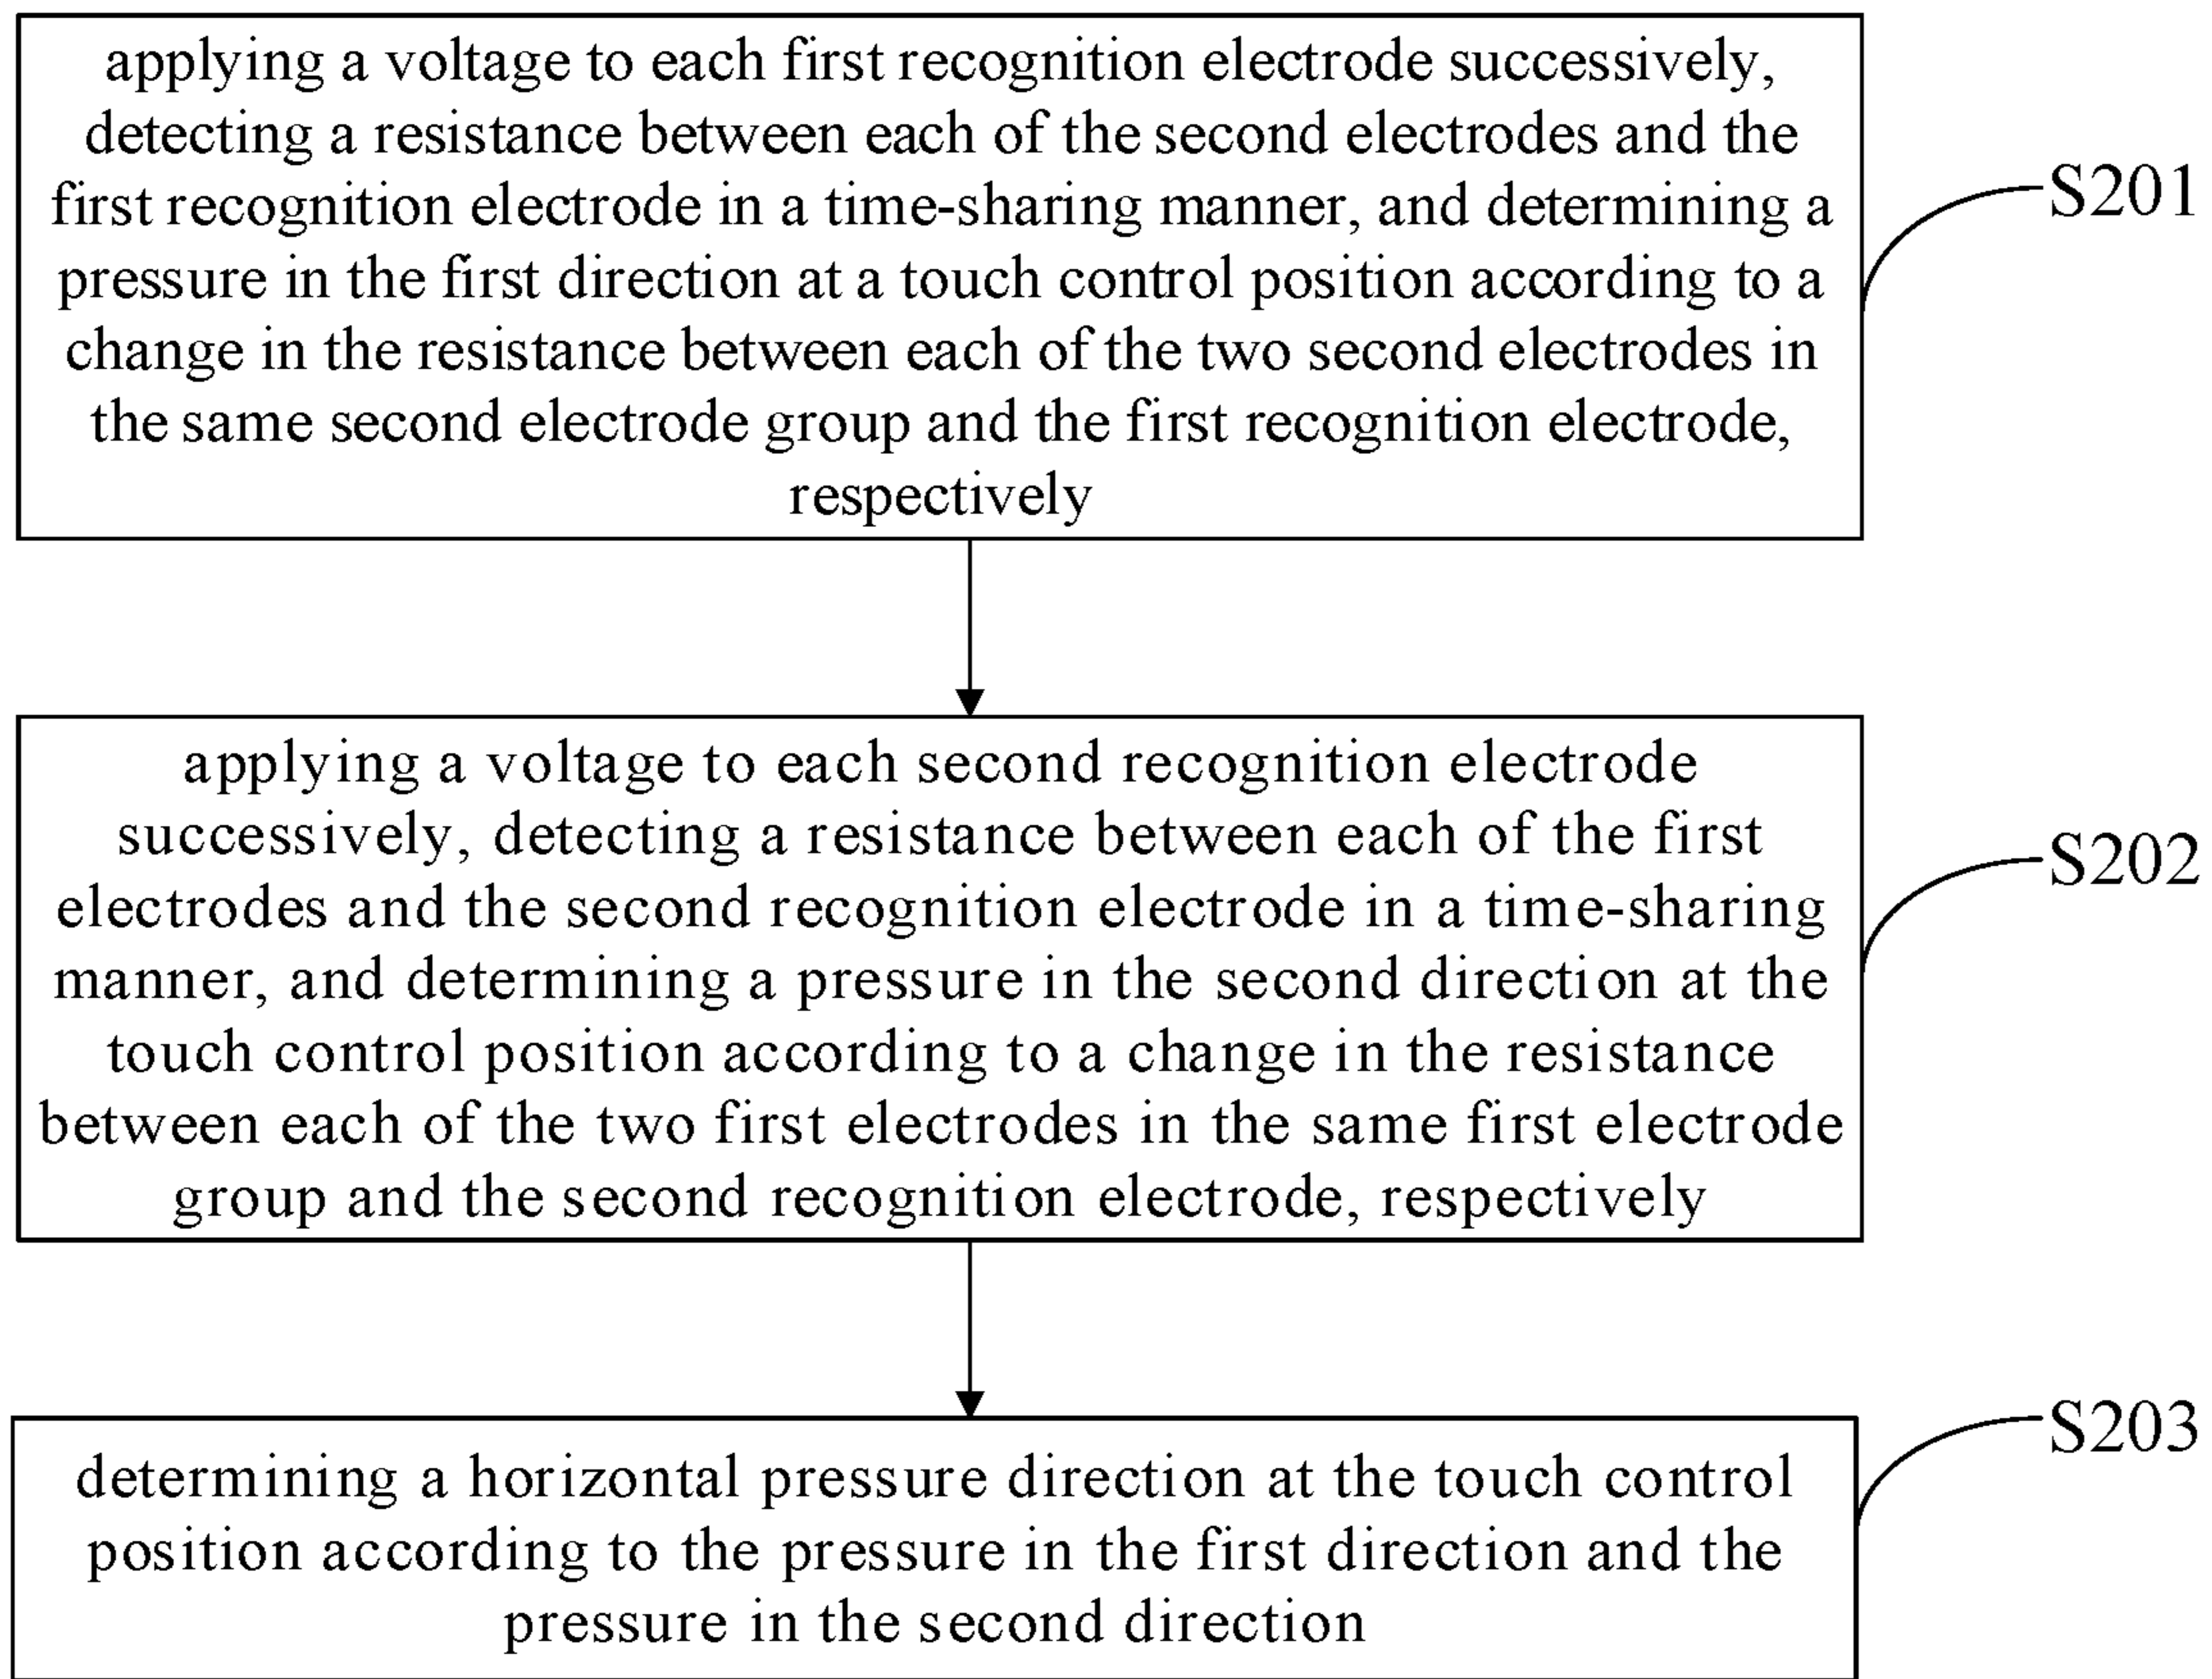 applying a voltage to each first recognition electrode successively,
detecting a resistance between each of the second electrodes and the
first recognition electrode in a time-sharing manner, and determining a
pressure in the first direction at a touch control position according to a
change in the resistance between each of the two second electrodes in
the same second electrode group and the first recognition electrode,
respectively
S201
applying a voltage to each second recognition electrode
successively, detecting a resistance between each of the first
electrodes and the second recognition electrode in a time-sharing
manner, and determining a pressure in the second direction at the
touch control position according to a change in the resistance
between each of the two first electrodes in the same first electrode
group and the second recognition electrode, respectively
S202
determining a horizontal pressure direction at the touch control
position according to the pressure in the first direction and the
pressure in the second direction
S203